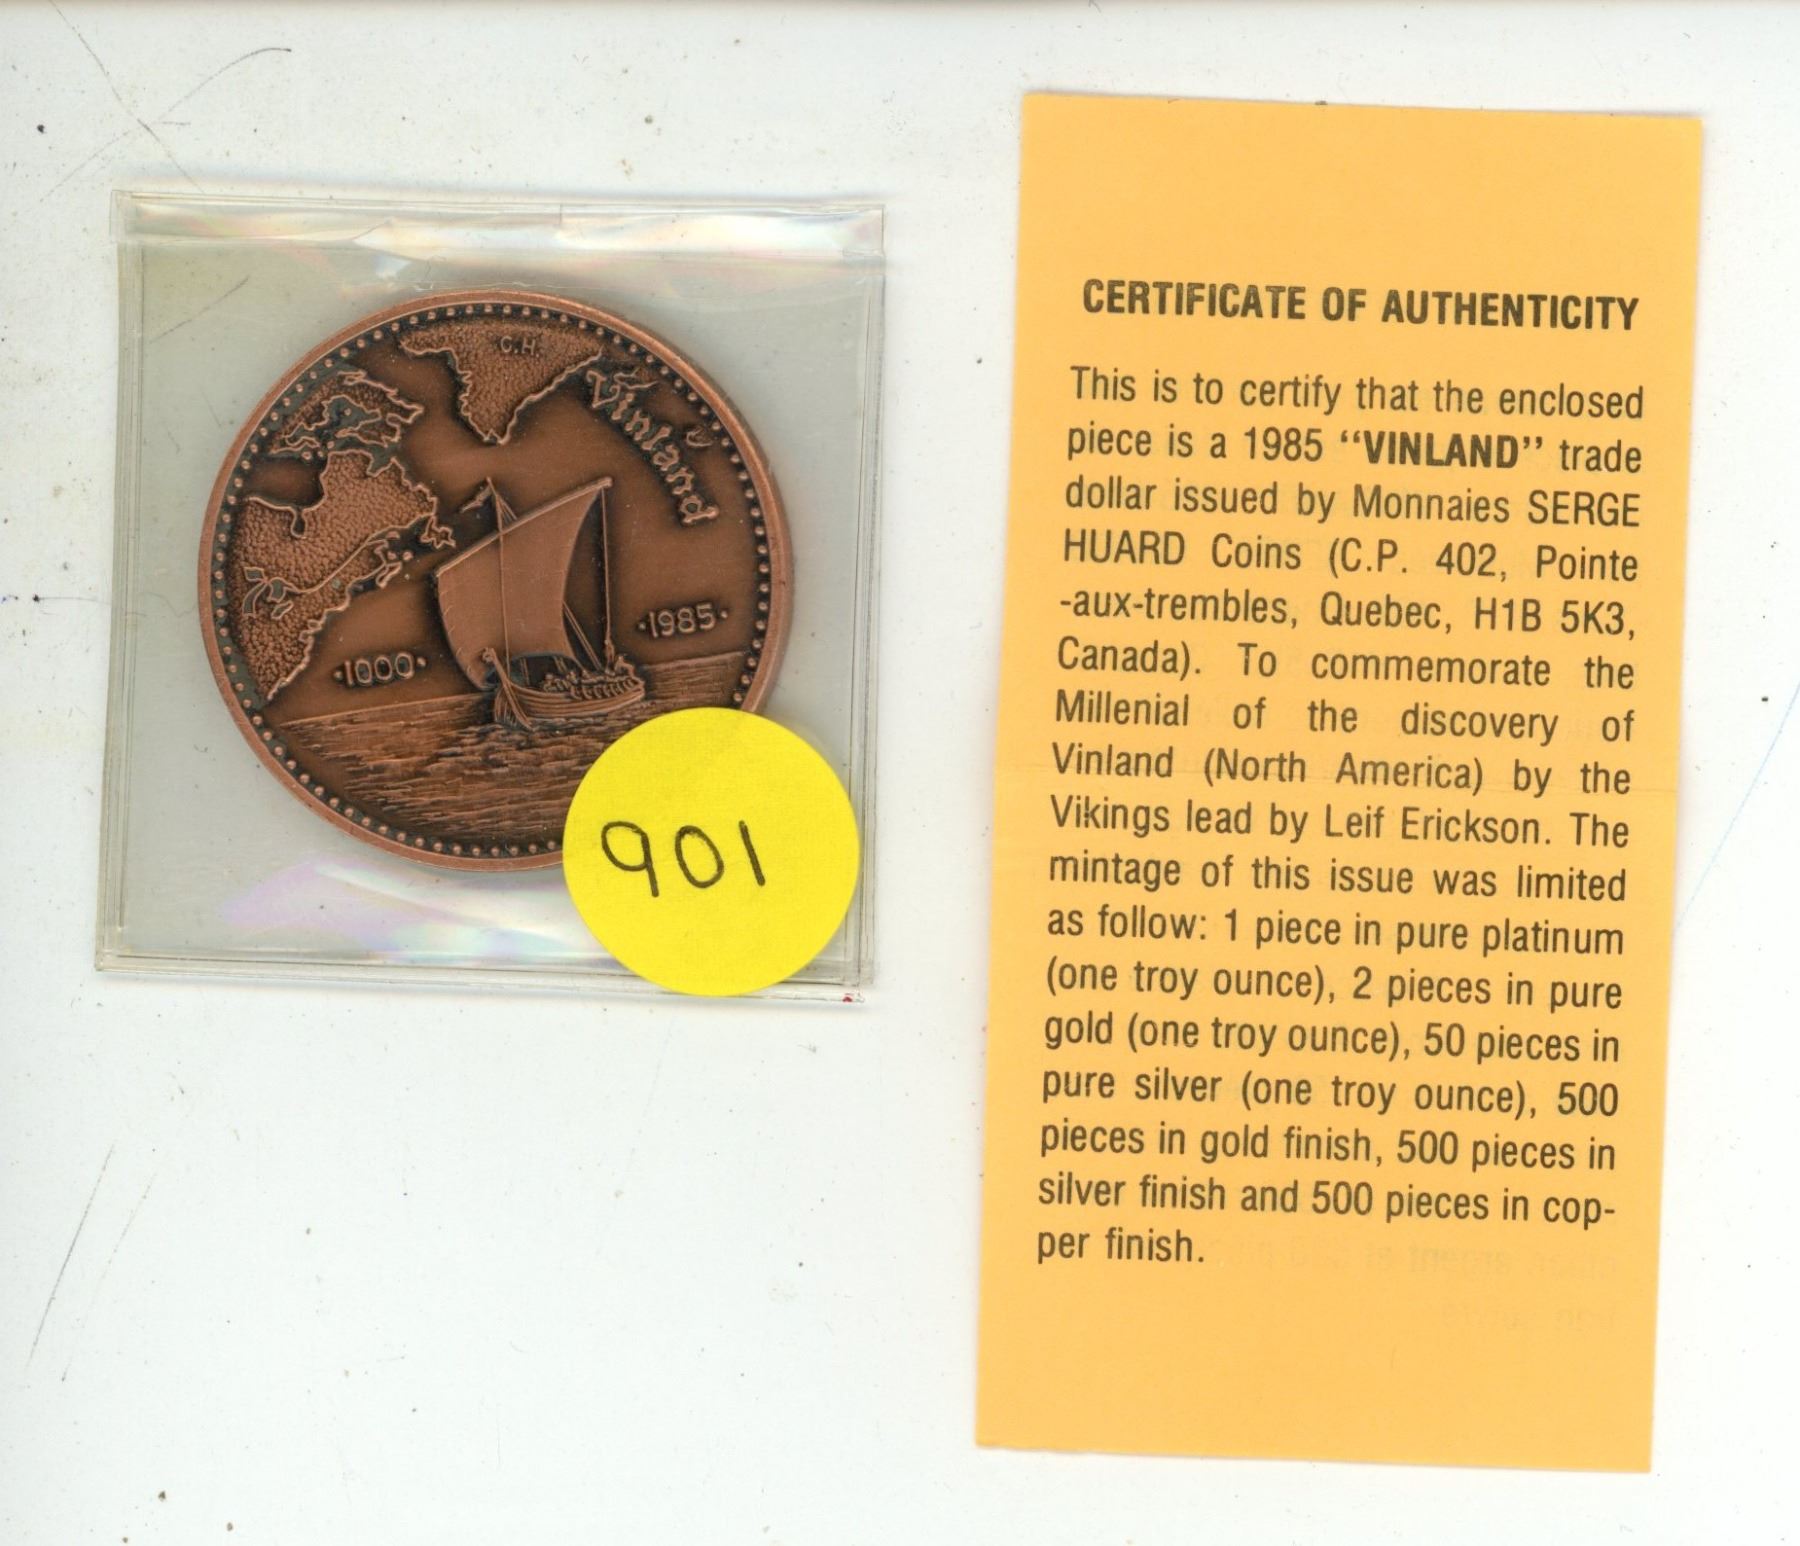 G.H.
Vinland
·1985·
·1000·
901
CERTIFICATE OF AUTHENTICITY
This is to certify that the enclosed
piece is a 1985 “VINLAND” trade
dollar issued by Monnaies SERGE
HUARD Coins (C.P. 402, Pointe
-aux-trembles, Quebec, H1B 5K3,
Canada). To commemorate the
Millenial of the discovery of
Vinland (North America) by the
Vikings lead by Leif Erickson. The
mintage of this issue was limited
as follow: 1 piece in pure platinum
(one troy ounce), 2 pieces in pure
gold (one troy ounce), 50 pieces in
pure silver (one troy ounce), 500
pieces in gold finish, 500 pieces in
silver finish and 500 pieces in cop-
per finish.